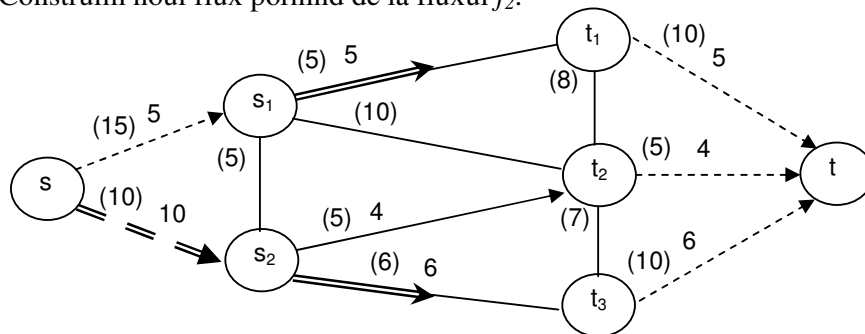 Construim noul flux pornind de la fluxul f₂.
t₁
(5) 5
(10)
5
(8)
s₁
(10)
(15) 5
(5)
t₂
(5) 4
t
s
(10)
10
(5) 4
(7)
s₂
(6) 6
(10)
6
t₃